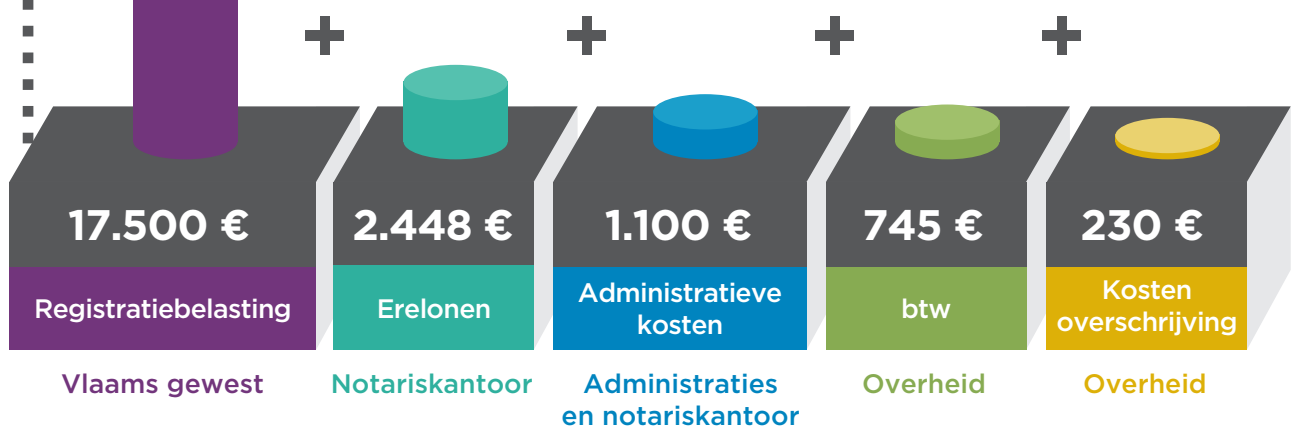 17.500 €
2.448 €
1.100 €
745 €
230 €
Registratiebelasting
Erelonen
Administratieve
kosten
btw
Kosten
overschrijving
Vlaams gewest
Notariskantoor
Administraties
en notariskantoor
Overheid
Overheid